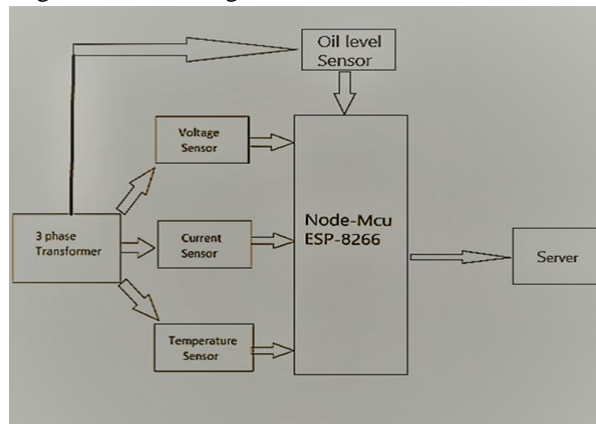 Oil level
Sensor
Voltage
Sensor
3 phase
Transformer
Current
Sensor
Node-Mcu
ESP-8266
Server
Temperature
Sensor